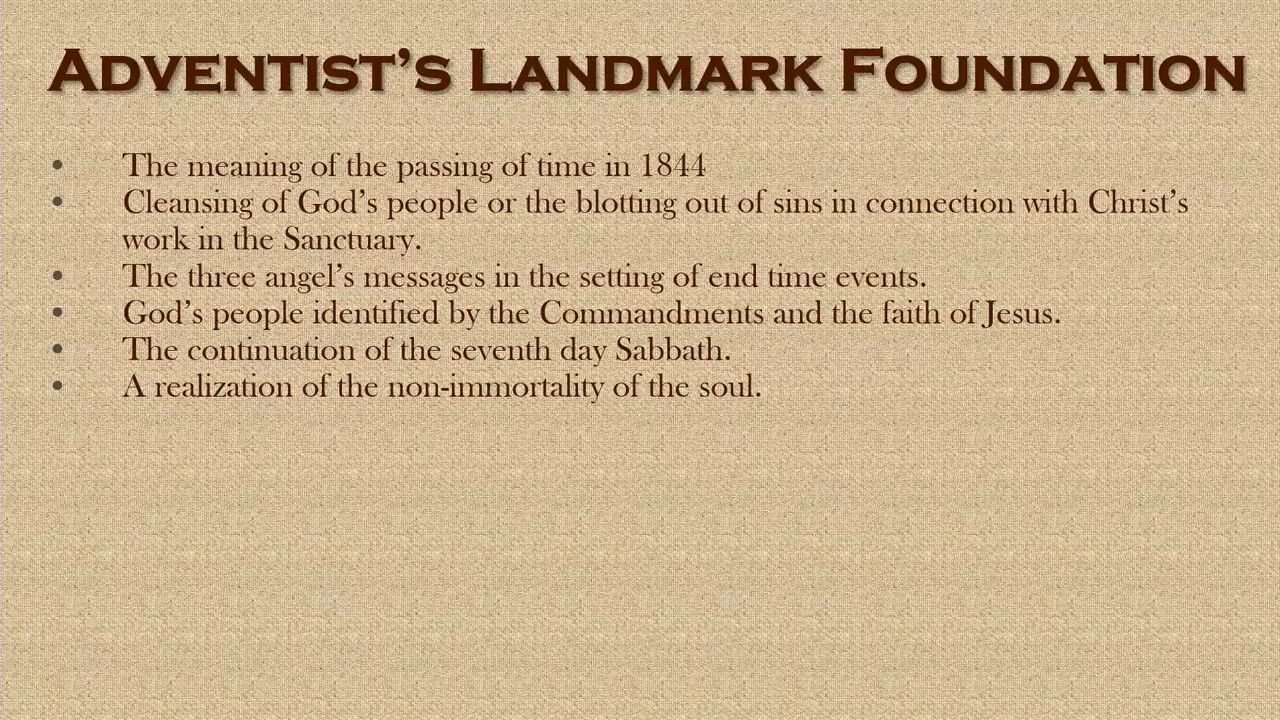 Adventist’s Landmark Foundation
• The meaning of the passing of time in 1844
• Cleansing of God’s people or the blotting out of sins in connection with Christ’s
work in the Sanctuary.
• The three angel’s messages in the setting of end time events.
• God’s people identified by the Commandments and the faith of Jesus.
• The continuation of the seventh day Sabbath.
• A realization of the non-immortality of the soul.